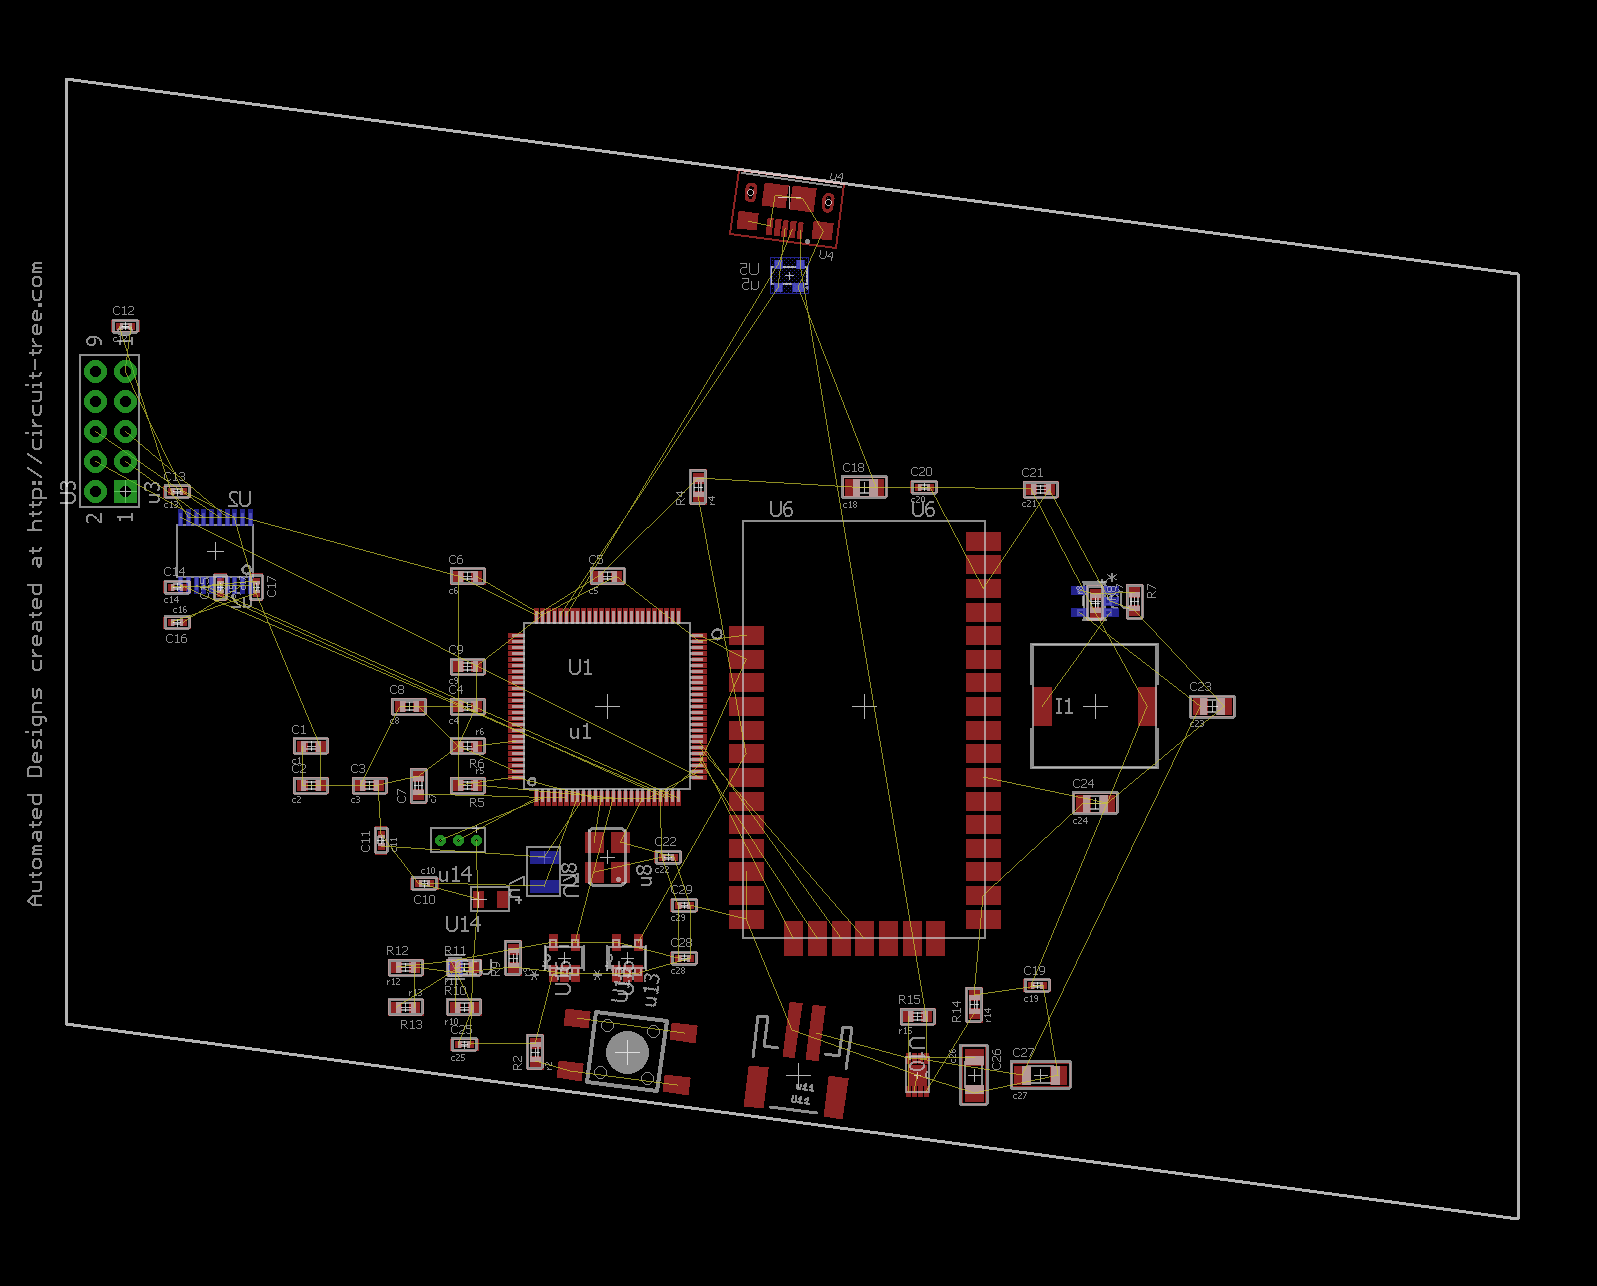 Automated Designs created at http://circuit-tree.com
U4
U4
U5
U5
C12
9
1
U3
u3
2
1
C13
c13
U2
C14
c14
c16
C16
C17
C6
c6
C5
c5
R4
r4
C18
c18
C20
c20
C21
c21
U6
U6
R7
C9
c9
C8
c8
C4
c4
U1
u1
r6
R6
r5
R5
C1
c1
C2
c2
C3
c3
C7
c7
I1
C23
c23
C24
c24
C11
c11
u14
c10
C10
U14
u8
C22
c22
C29
c29
C28
c28
R12
r12
R11
r11
R9
u13
r13
R13
R10
r10
C25
c25
R2
r2
u11
U11
R15
r15
R14
r14
C19
c19
U10
c26
C26
C27
c27